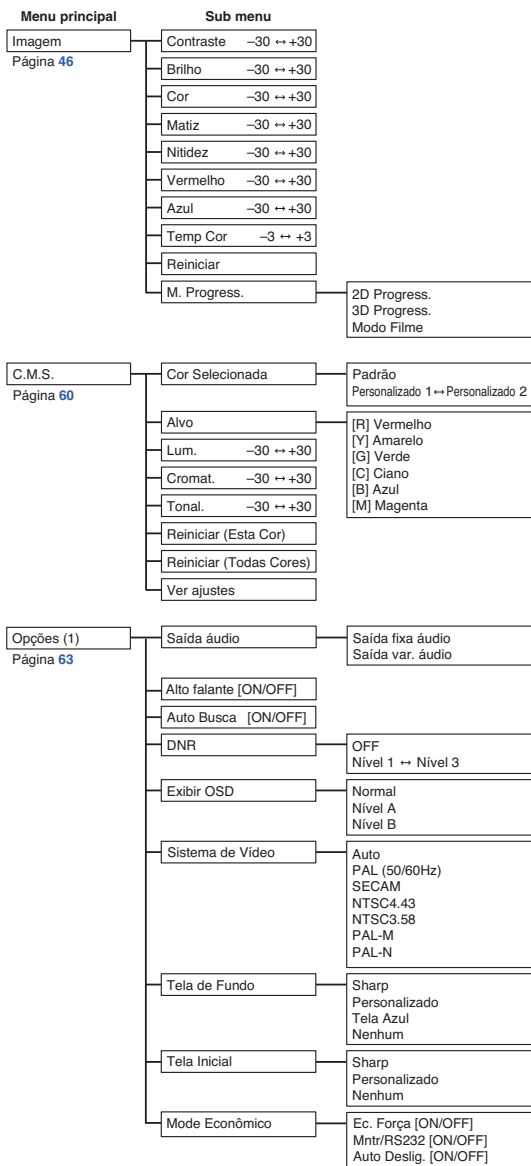 Menu principal Sub menu
Imagem
Página 46
Contraste –30 ↔ +30
Brilho –30 ↔ +30
Cor –30 ↔ +30
Matiz –30 ↔ +30
Nitidez –30 ↔ +30
Vermelho –30 ↔ +30
Azul –30 ↔ +30
Temp Cor –3 ↔ +3
Reiniciar
M. Progress.
2D Progress.
3D Progress.
Modo Filme
C.M.S.
Página 60
Cor Selecionada
Padrão
Personalizado 1 ↔ Personalizado 2
Alvo
[R] Vermelho
[Y] Amarelo
[G] Verde
[C] Ciano
[B] Azul
[M] Magenta
Lum. –30 ↔ +30
Cromat. –30 ↔ +30
Tonal. –30 ↔ +30
Reiniciar (Esta Cor)
Reiniciar (Todas Cores)
Ver ajustes
Opções (1)
Página 63
Saída áudio
Saída fixa áudio
Saída var. áudio
Alto falante [ON/OFF]
Auto Busca [ON/OFF]
DNR
OFF
Nível 1 ↔ Nível 3
Exibir OSD
Normal
Nível A
Nível B
Sistema de Vídeo
Auto
PAL (50/60Hz)
SECAM
NTSC4.43
NTSC3.58
PAL-M
PAL-N
Tela de Fundo
Sharp
Personalizado
Tela Azul
Nenhum
Tela Inicial
Sharp
Personalizado
Nenhum
Mode Econômico
Ec. Força [ON/OFF]
Mntr/RS232 [ON/OFF]
Auto Deslig. [ON/OFF]